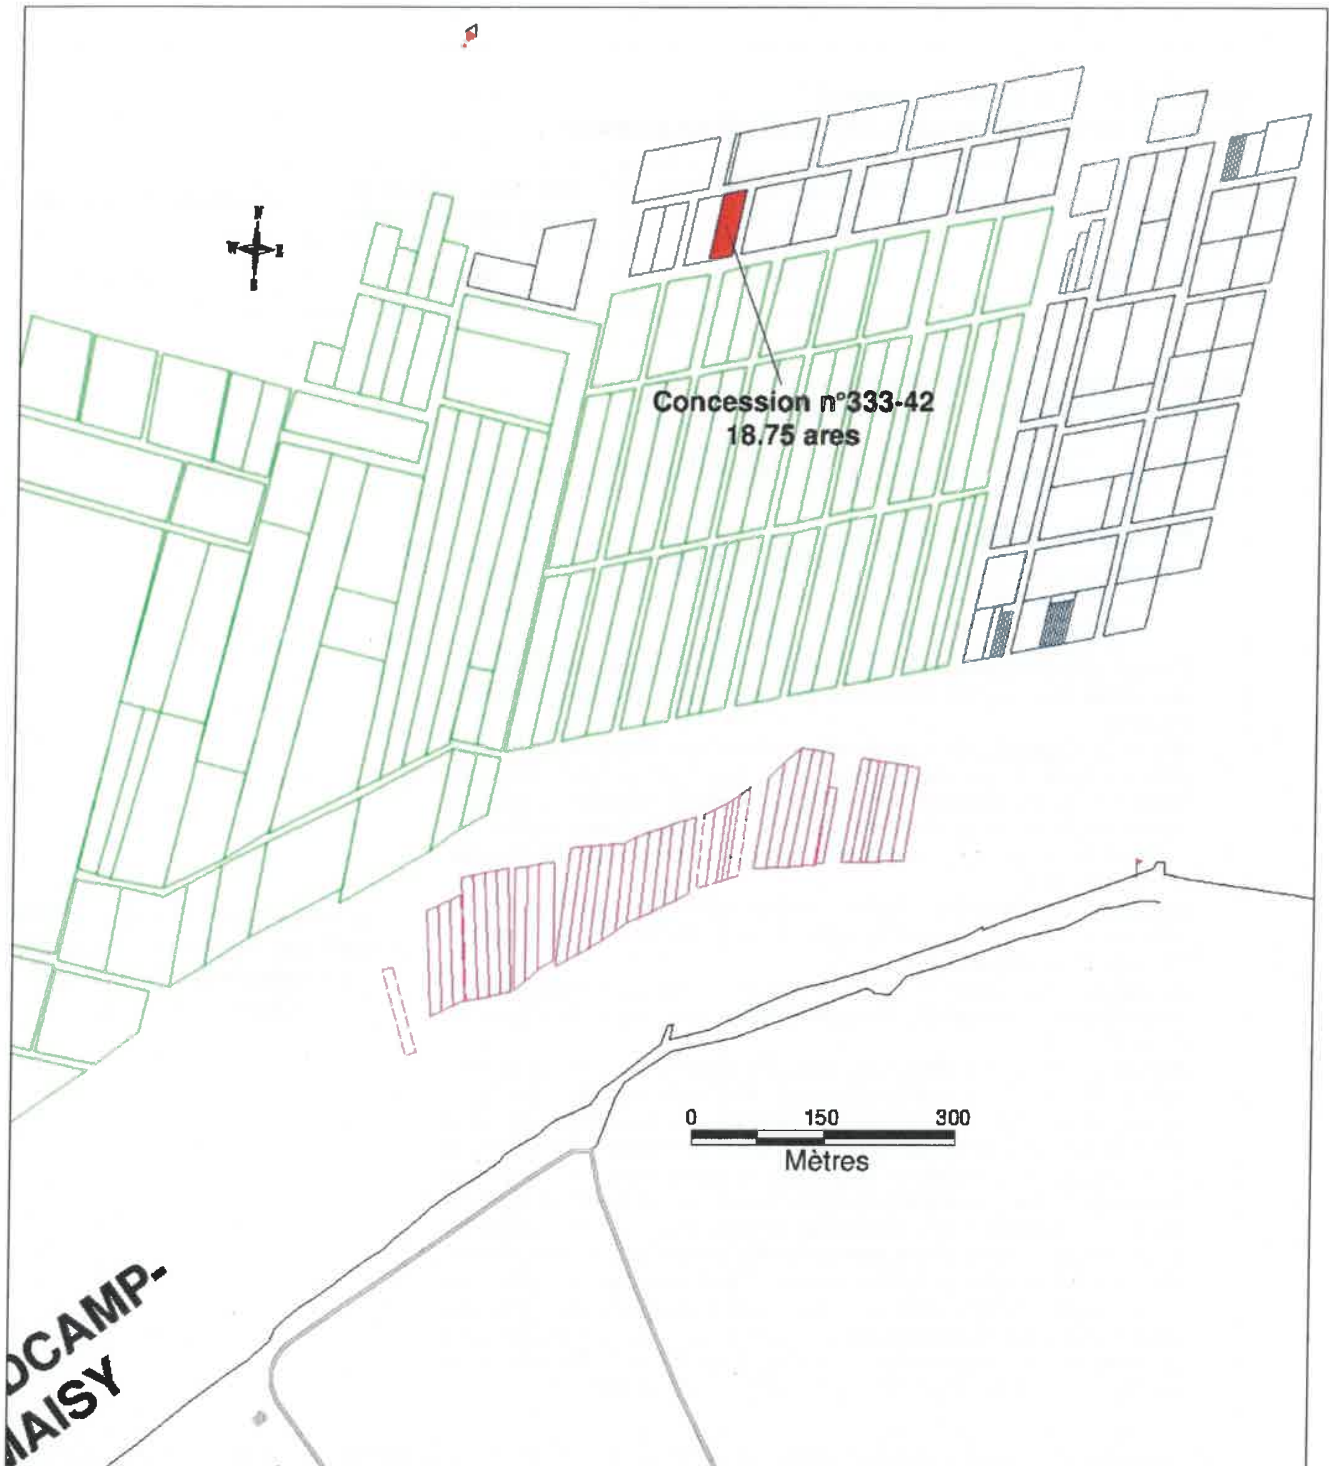 N
W E
S
Concession n°333-42
18.75 ares
0 150 300
Mètres
DCAMP-
MAISY